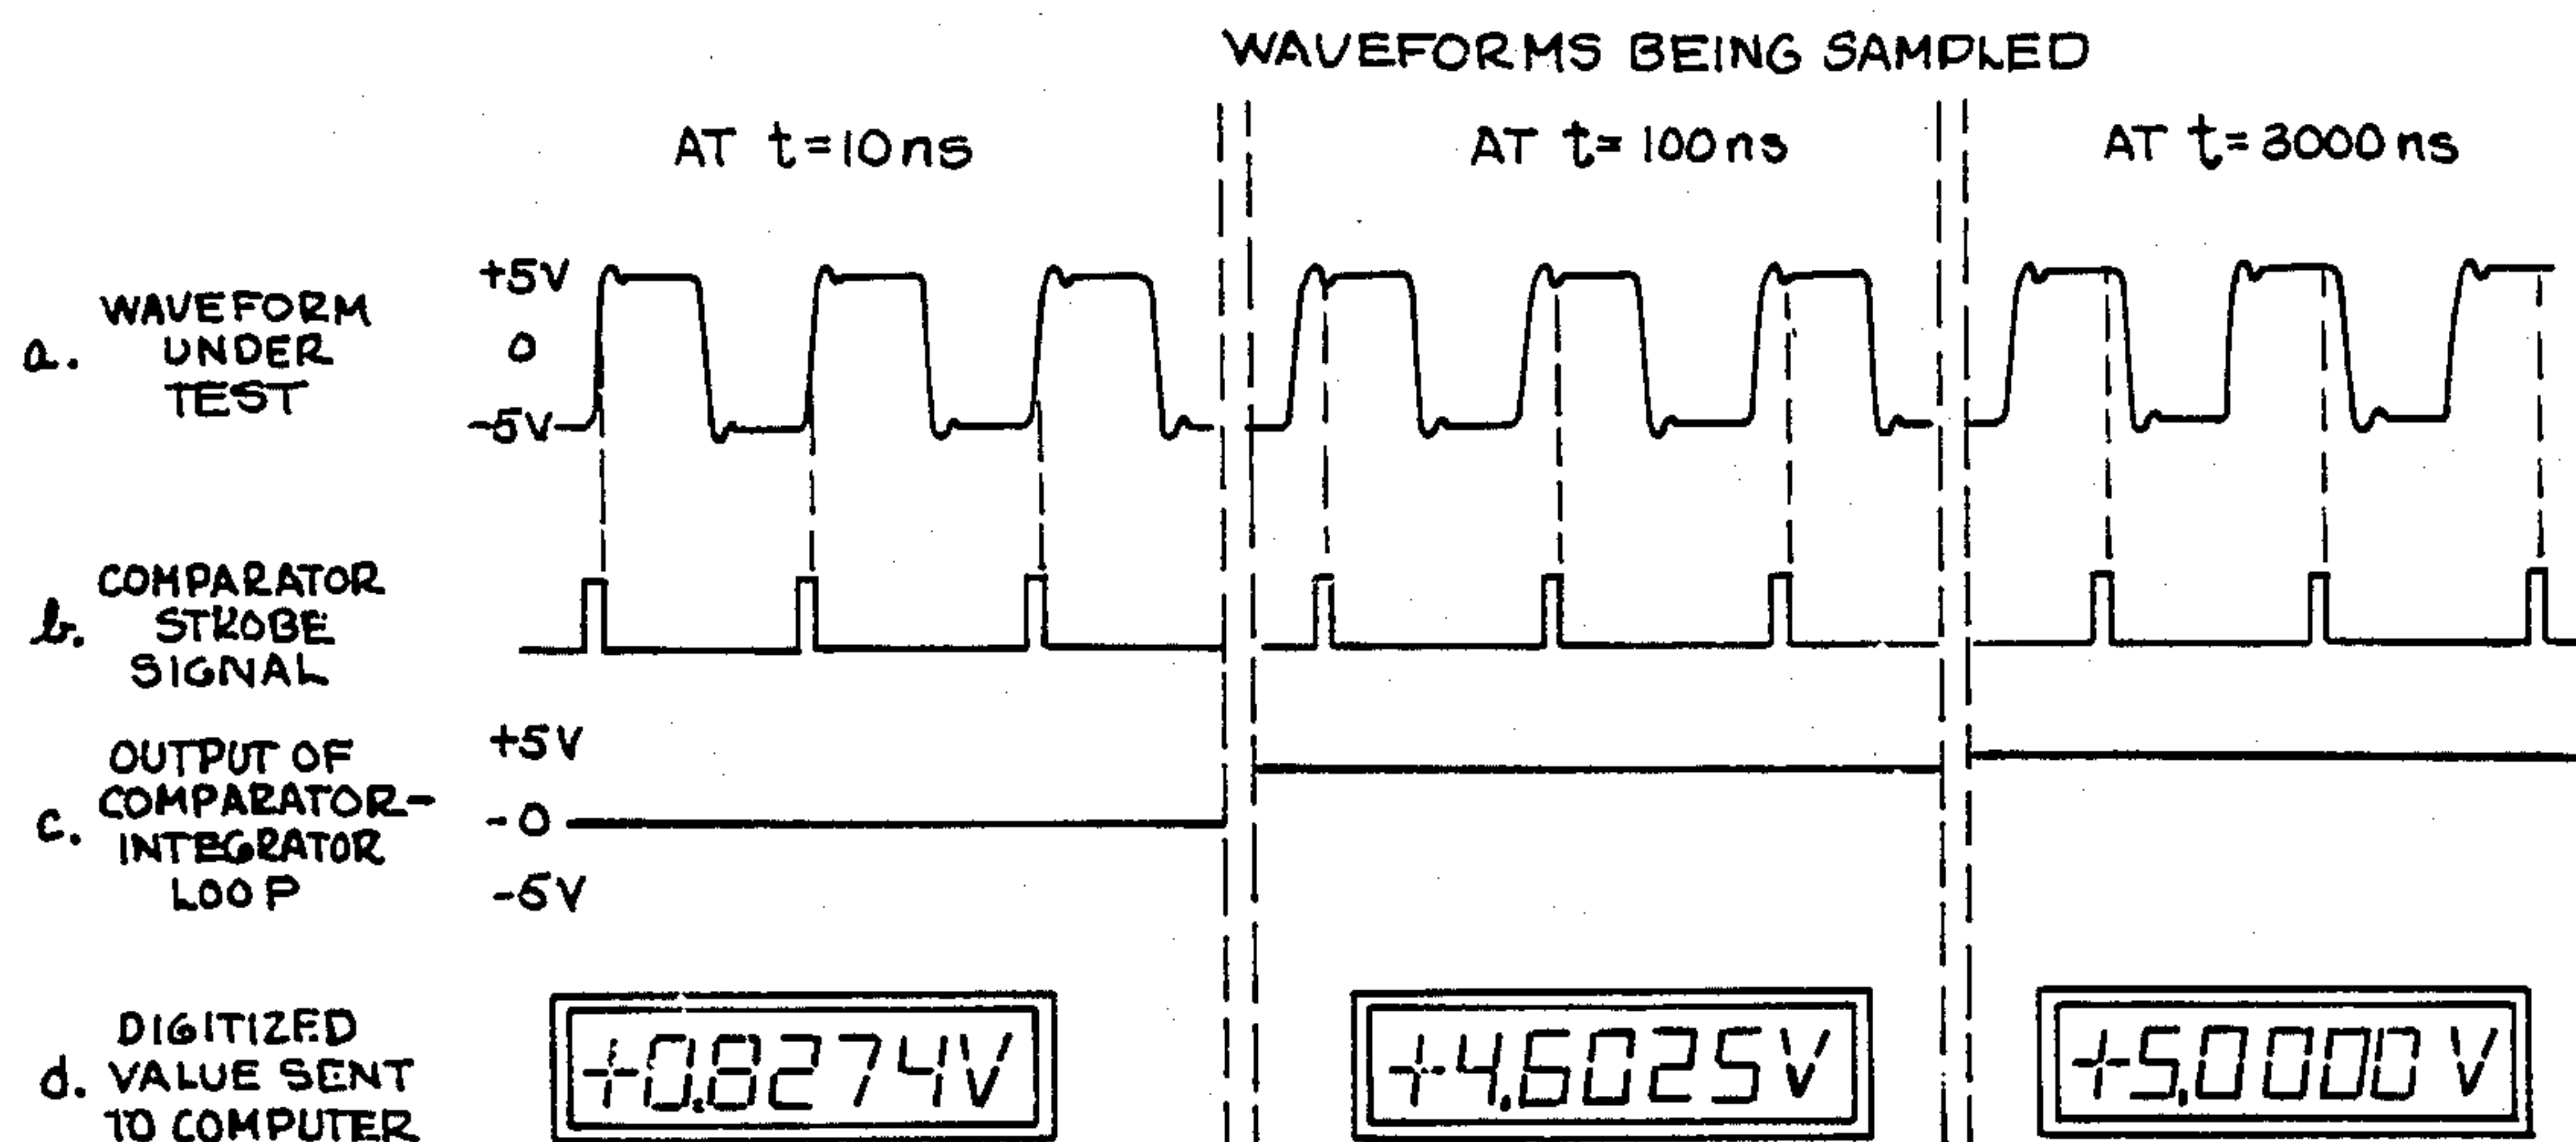 WAVEFORMS BEING SAMPLED
AT t=10ns
AT t=100ns
AT t=3000ns
a. WAVEFORM
UNDER
TEST
+5V
0
-5V
b. COMPARATOR
STROBE
SIGNAL
c. OUTPUT OF
COMPARATOR-
INTEGRATOR
LOOP
+5V
-0
-5V
d. DIGITIZED
VALUE SENT
TO COMPUTER
+0.8274V
+4.6025V
+5.0000 V